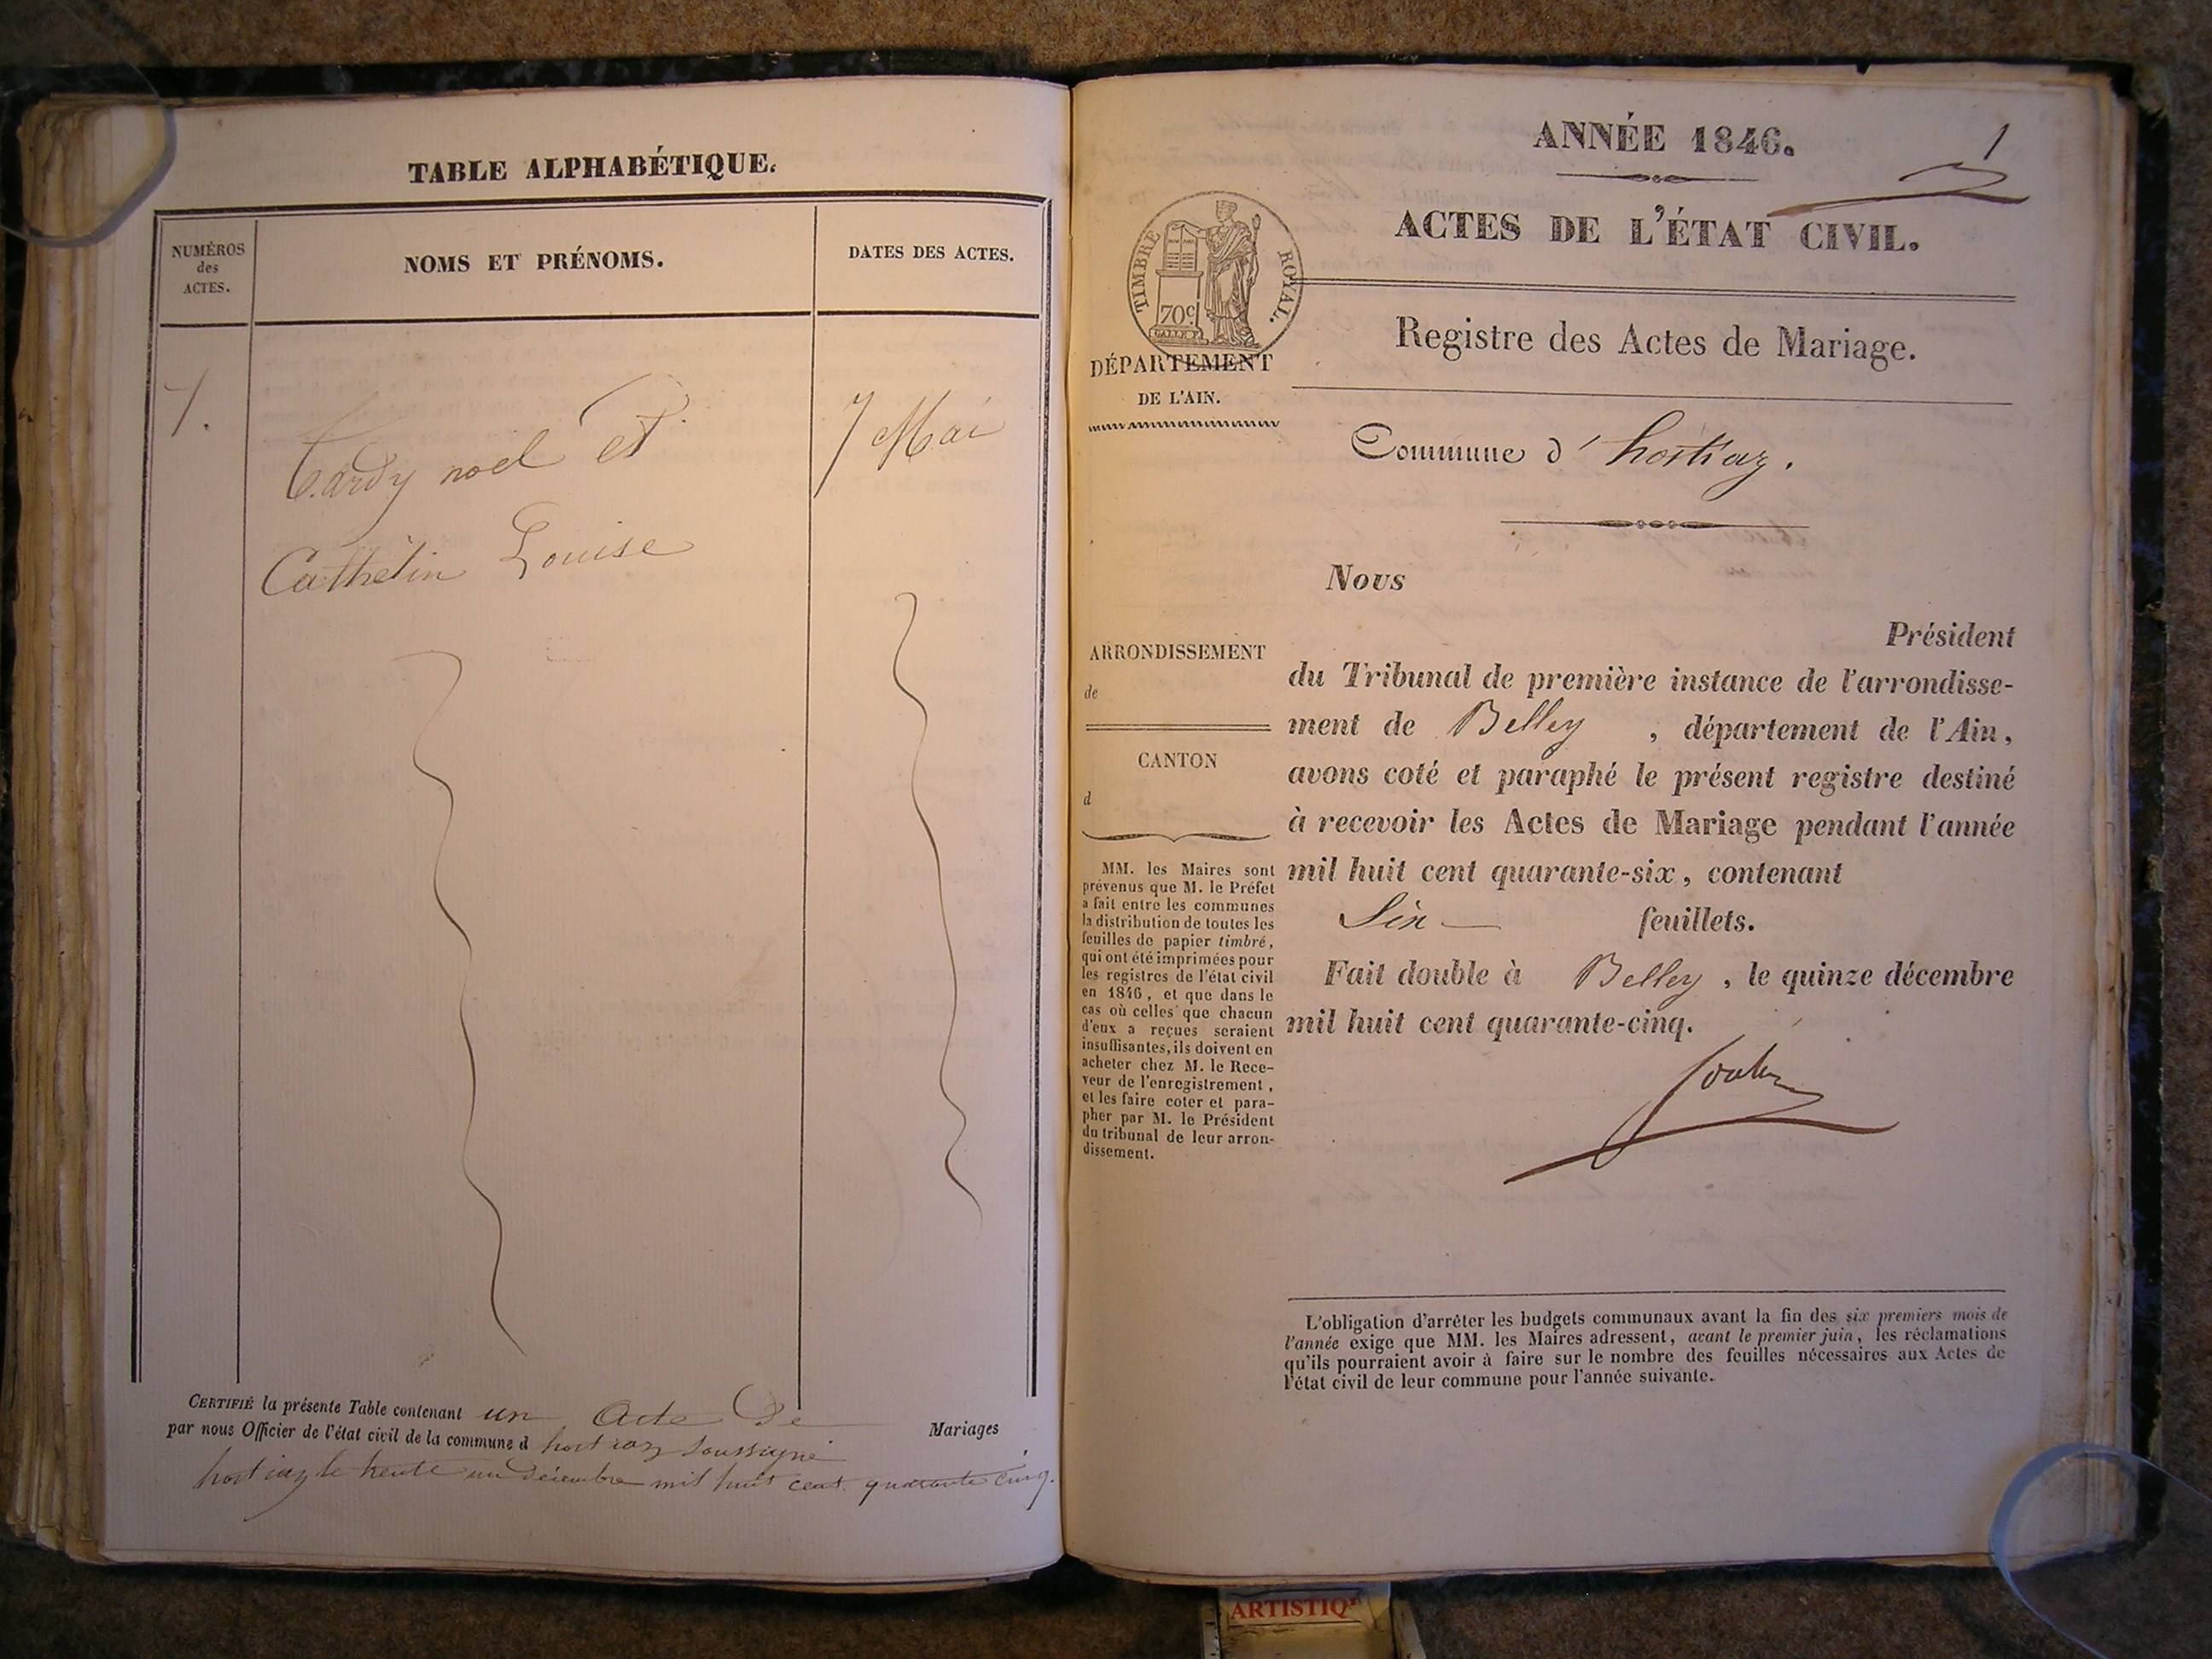 TABLE ALPHABÉTIQUE.
NUMÉROS
des
ACTES.
NOMS ET PRÉNOMS.
DATES DES ACTES.
1.
Tardy noel et
7 Mai
Cathelin Louise
CERTIFIÉ la présente Table contenant un Acte De Mariages
par nous Officier de l'état civil de la commune d hostiaz soussigné
hostiaz le trente un décembre mil huit cent quarante cinq.
1
ANNÉE 1846.
ACTES DE L'ÉTAT CIVIL.
TIMBRE ROYAL.
70c
Registre des Actes de Mariage.
DÉPARTEMENT
DE L'AIN.
Commune d'hostiaz.
Nous
Président
ARRONDISSEMENT
de
CANTON
d
du Tribunal de première instance de l'arrondisse-
ment de Belley , département de l'Ain,
avons coté et paraphé le présent registre destiné
à recevoir les Actes de Mariage pendant l'année
mil huit cent quarante-six, contenant
Six feuillets.
Fait double à Belley , le quinze décembre
mil huit cent quarante-cinq.
MM. les Maires sont
prévenus que M. le Préfet
a fait entre les communes
la distribution de toutes les
feuilles de papier timbré,
qui ont été imprimées pour
les registres de l'état civil
en 1846, et que dans le
cas où celles que chacun
d'eux a reçues seraient
insuffisantes, ils doivent en
acheter chez M. le Rece-
veur de l'enregistrement,
et les faire coter et para-
pher par M. le Président
du tribunal de leur arron-
dissement.
L'obligation d'arrêter les budgets communaux avant la fin des six premiers mois de
l'année exige que MM. les Maires adressent, avant le premier juin, les réclamations
qu'ils pourraient avoir à faire sur le nombre des feuilles nécessaires aux Actes de
l'état civil de leur commune pour l'année suivante.
ARTISTIQ